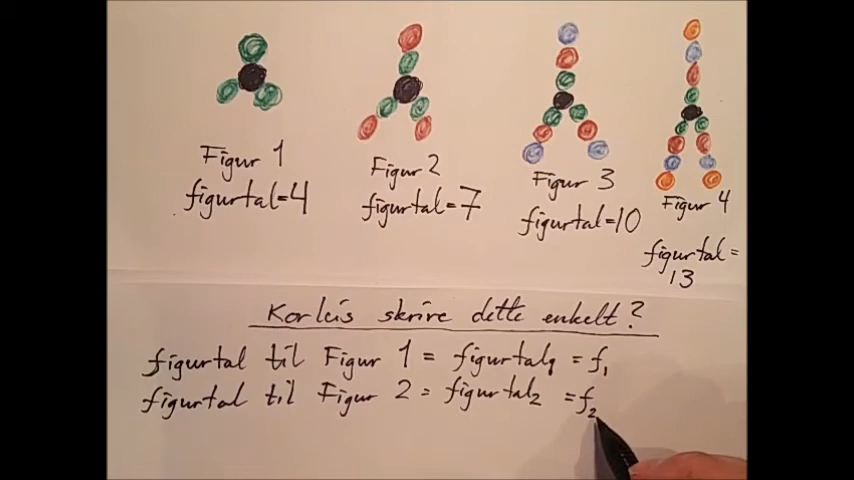 Figur 1
figurtal=4
Figur 2
figurtal=7
Figur 3
figurtal=10
Figur 4
figurtal=
13
Korleis skrive dette enkelt?
figurtal til Figur 1 = figurtal₁ = f₁
figurtal til Figur 2 = figurtal₂ = f₂